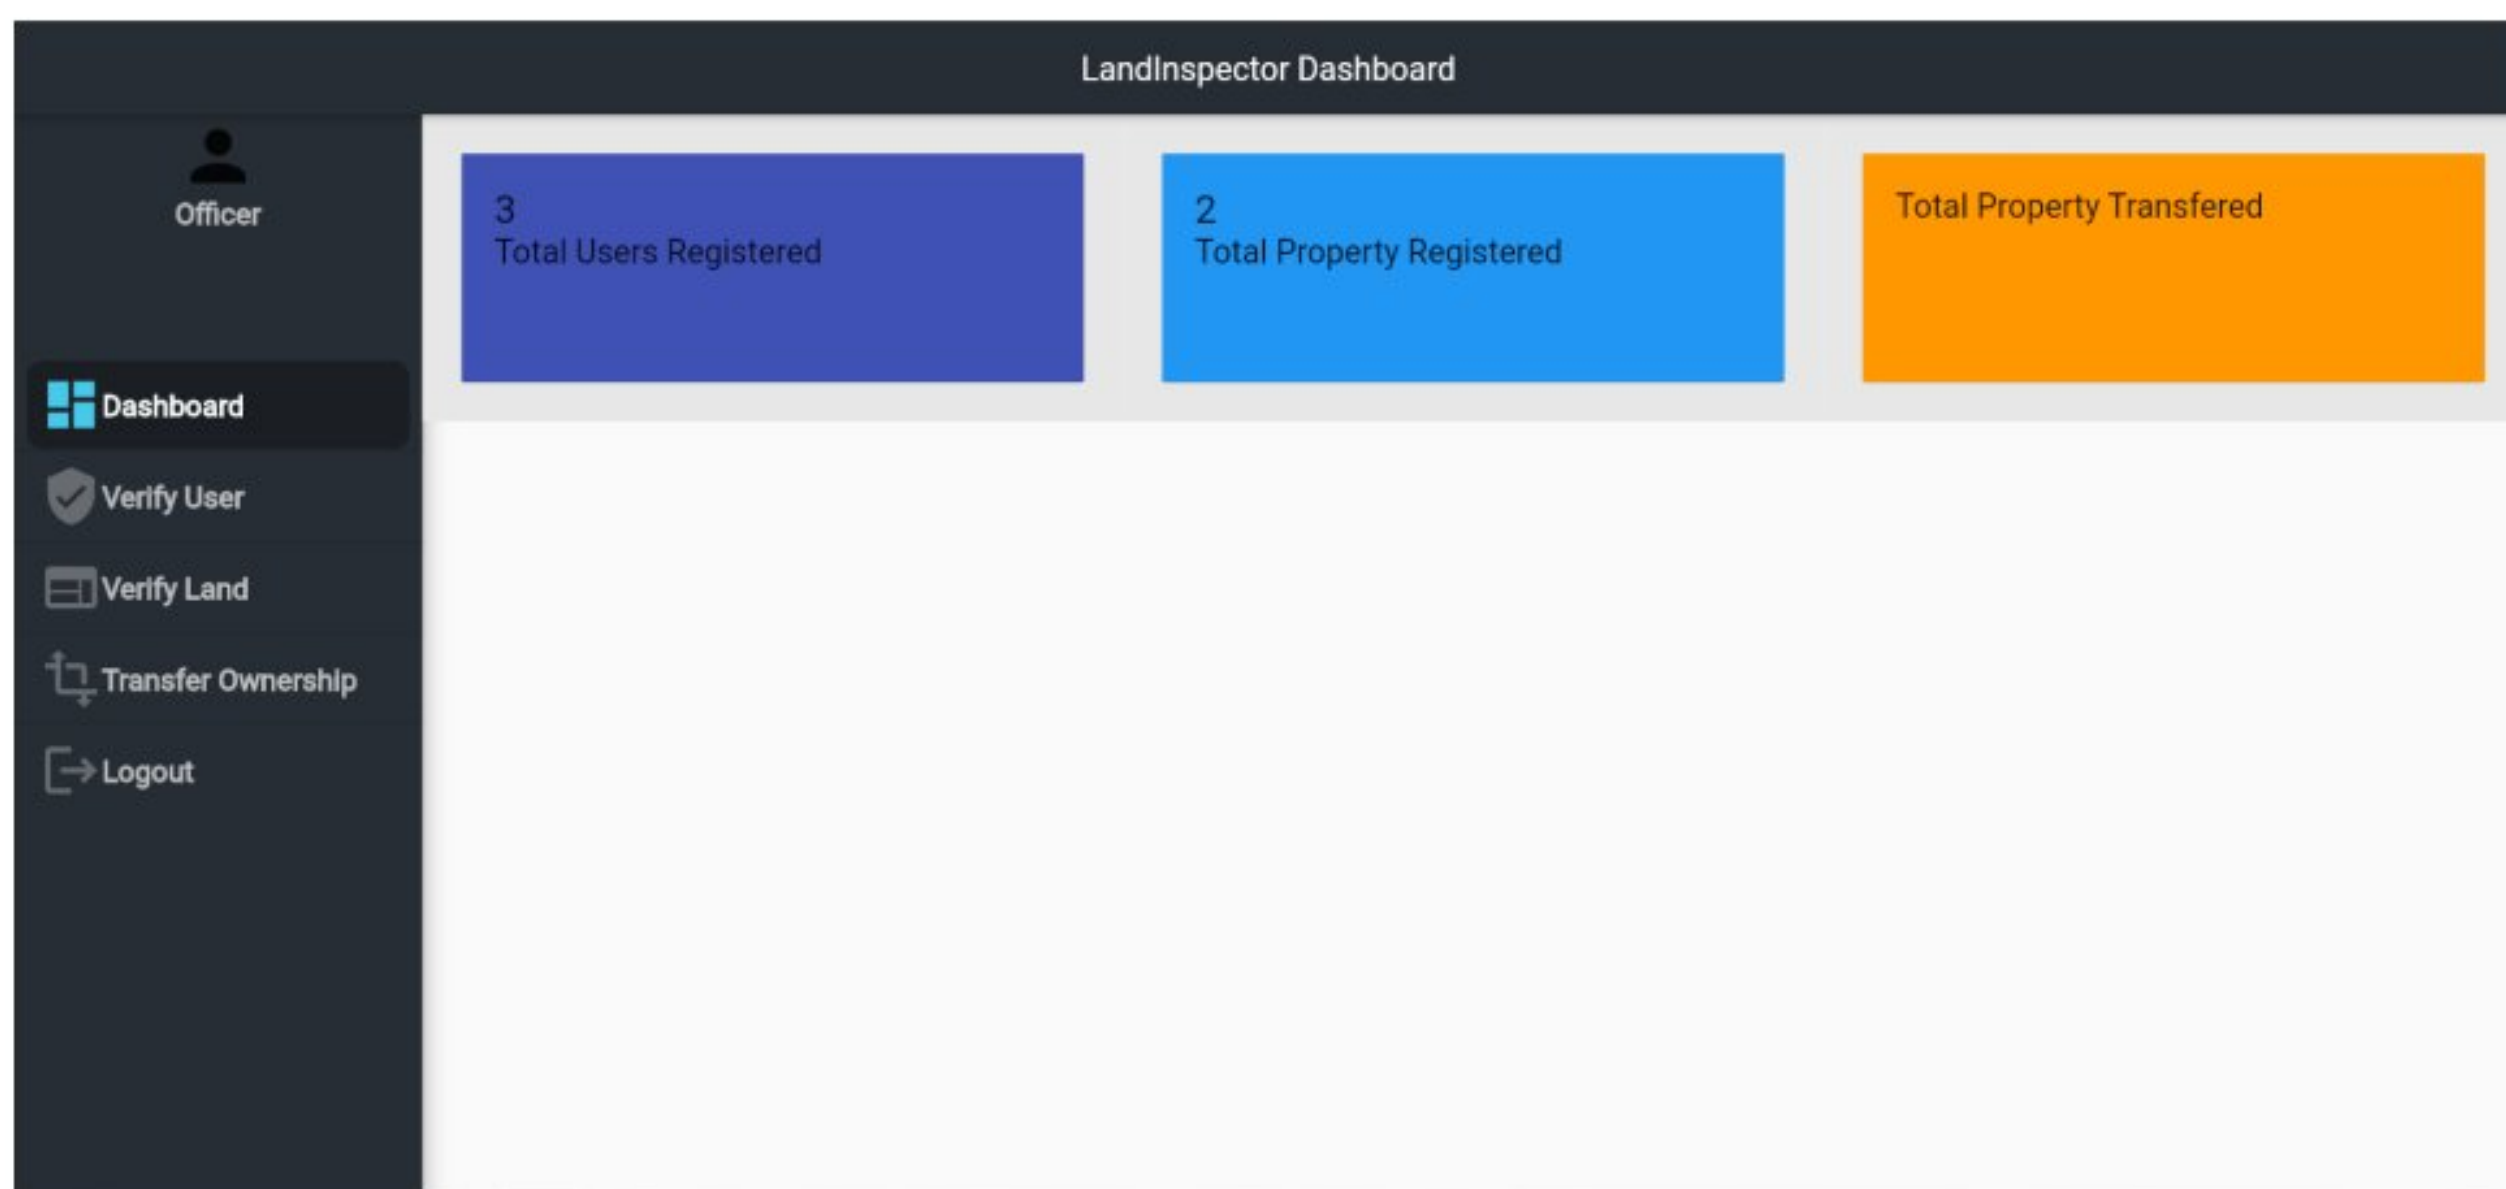 LandInspector Dashboard
Officer
Dashboard
Verify User
Verify Land
Transfer Ownership
Logout
3
Total Users Registered
2
Total Property Registered
Total Property Transfered